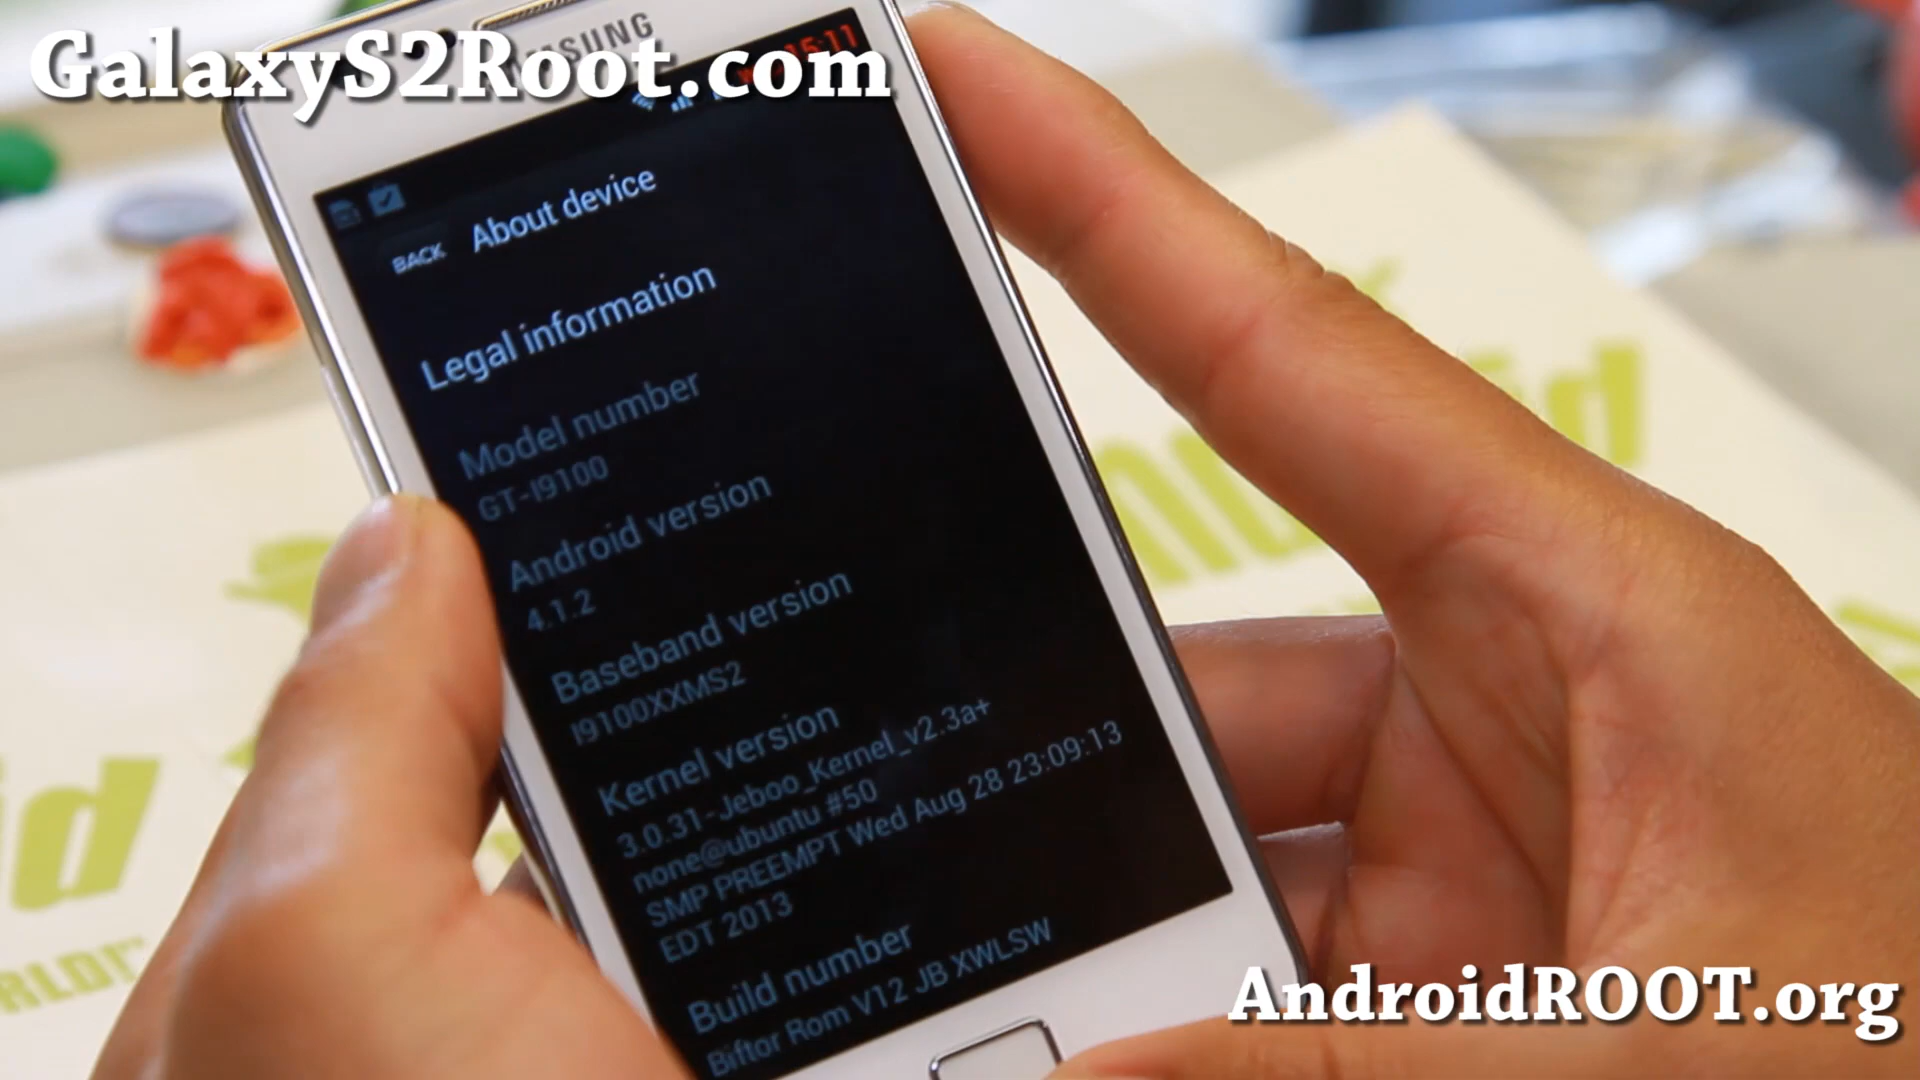 GalaxyS2Root.com
SAMSUNG
15:11
BACK About device
Legal information
Model number
GT-I9100
Android version
4.1.2
Baseband version
I9100XXMS2
Kernel version
3.0.31-Jeboo_Kernel_v2.3a+
none@ubuntu #50
SMP PREEMPT Wed Aug 28 23:09:13
EDT 2013
Build number
Biftor Rom V12 JB XWLSW
AndroidROOT.org